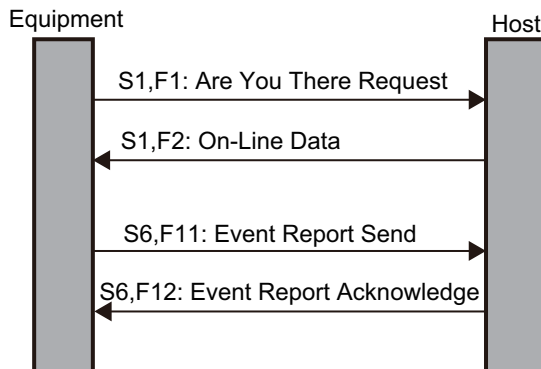 Equipment
Host
S1,F1: Are You There Request
S1,F2: On-Line Data
S6,F11: Event Report Send
S6,F12: Event Report Acknowledge